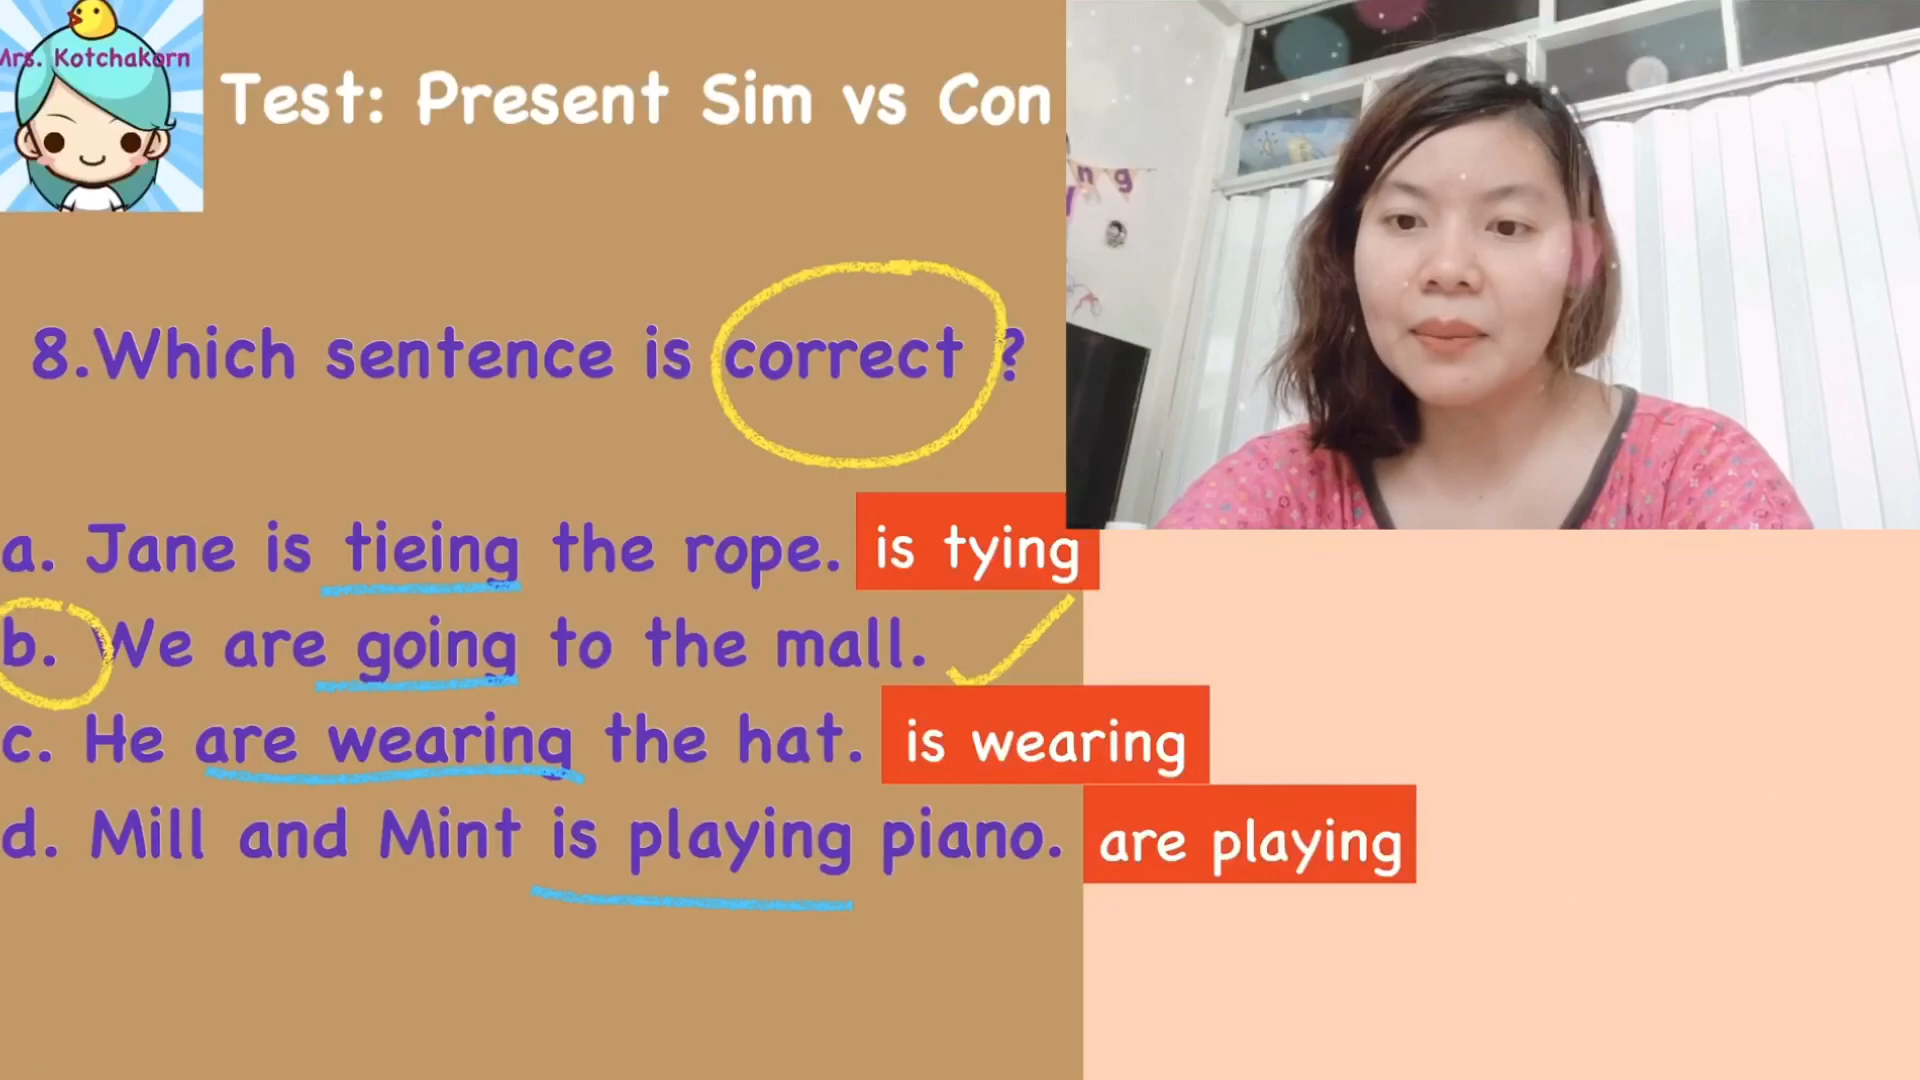 Mrs. Kotchakorn
Test: Present Sim vs Con
8.Which sentence is correct ?
a. Jane is tieing the rope. is tying
b. We are going to the mall.
c. He are wearing the hat. is wearing
d. Mill and Mint is playing piano. are playing